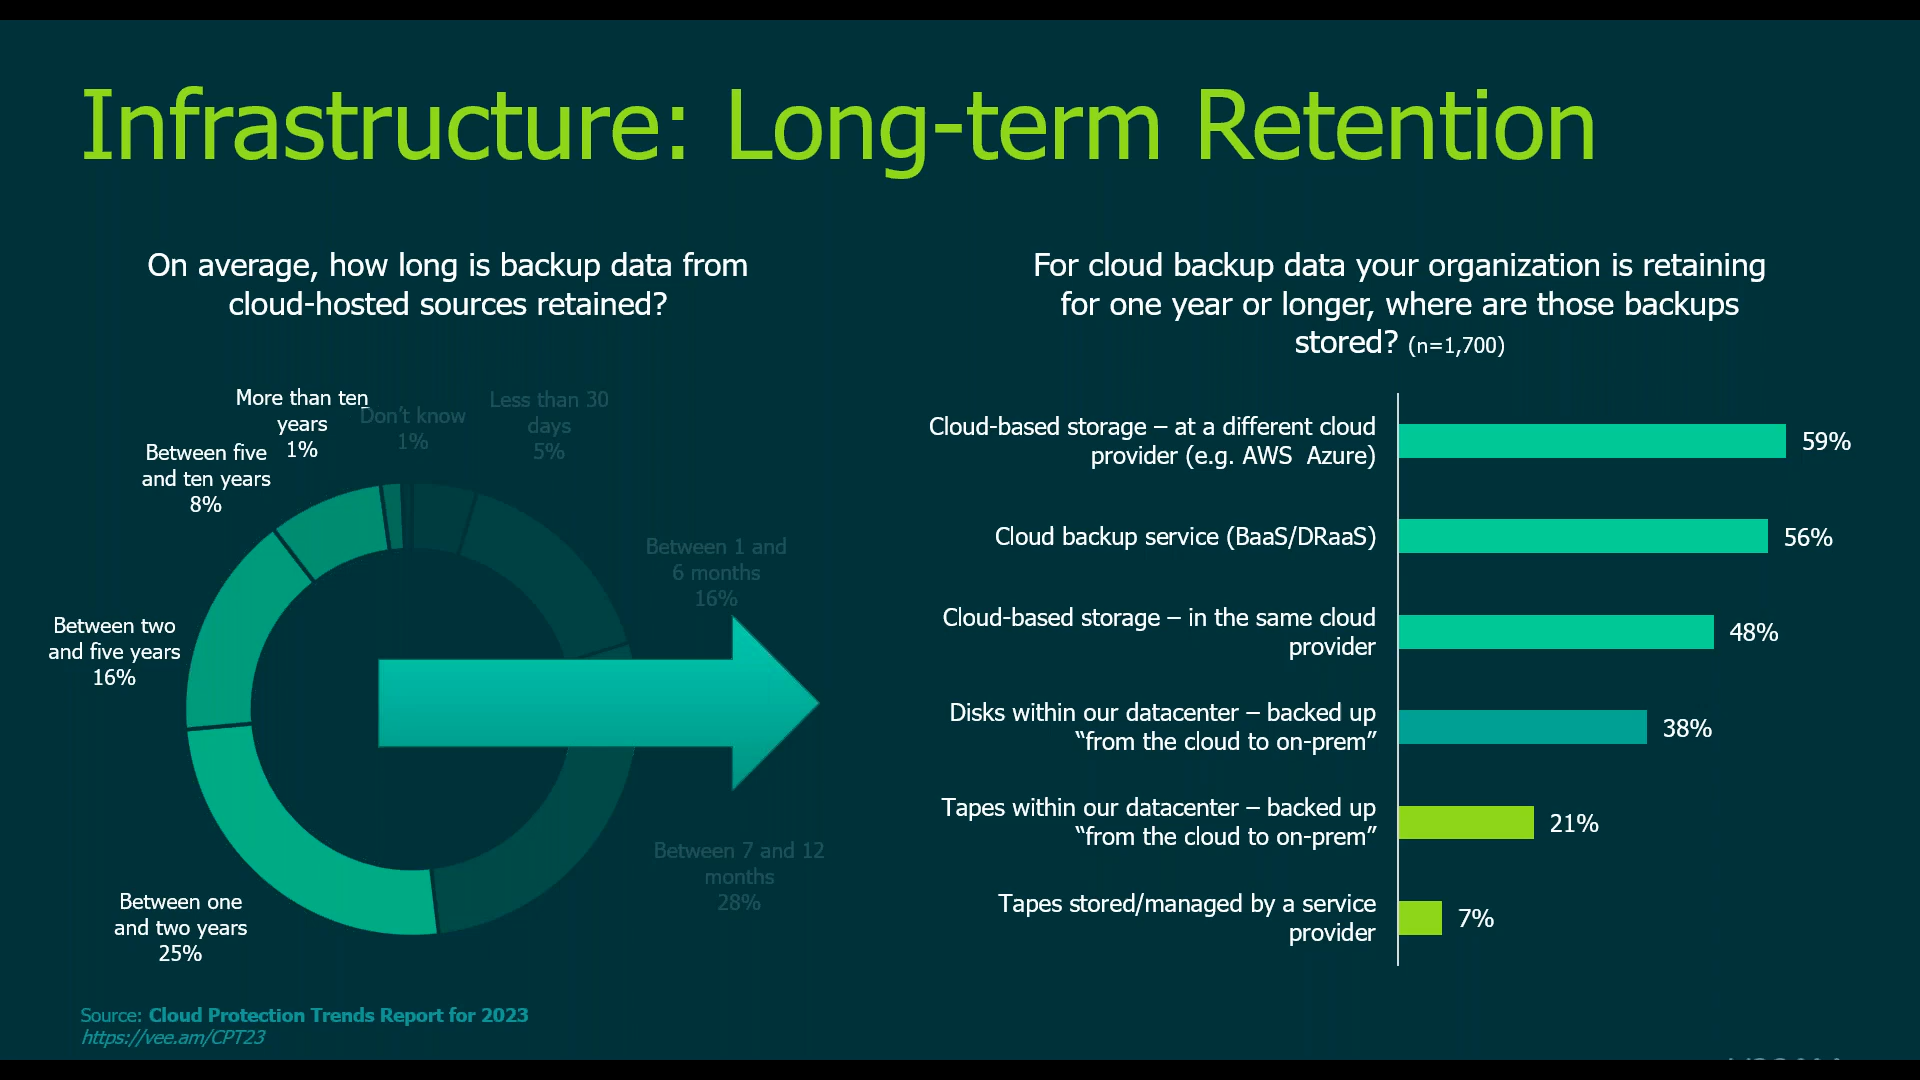 Infrastructure: Long-term Retention
On average, how long is backup data from
cloud-hosted sources retained?
More than ten
years
1%
Don't know
1%
Less than 30
days
5%
Between five
and ten years
8%
Between 1 and
6 months
16%
Between two
and five years
16%
Between 7 and 12
months
28%
Between one
and two years
25%
For cloud backup data your organization is retaining
for one year or longer, where are those backups
stored? (n=1,700)
Cloud-based storage – at a different cloud
provider (e.g. AWS Azure)
59%
Cloud backup service (BaaS/DRaaS)
56%
Cloud-based storage – in the same cloud
provider
48%
Disks within our datacenter – backed up
“from the cloud to on-prem”
38%
Tapes within our datacenter – backed up
“from the cloud to on-prem”
21%
Tapes stored/managed by a service
provider
7%
Source: Cloud Protection Trends Report for 2023
https://vee.am/CPT23